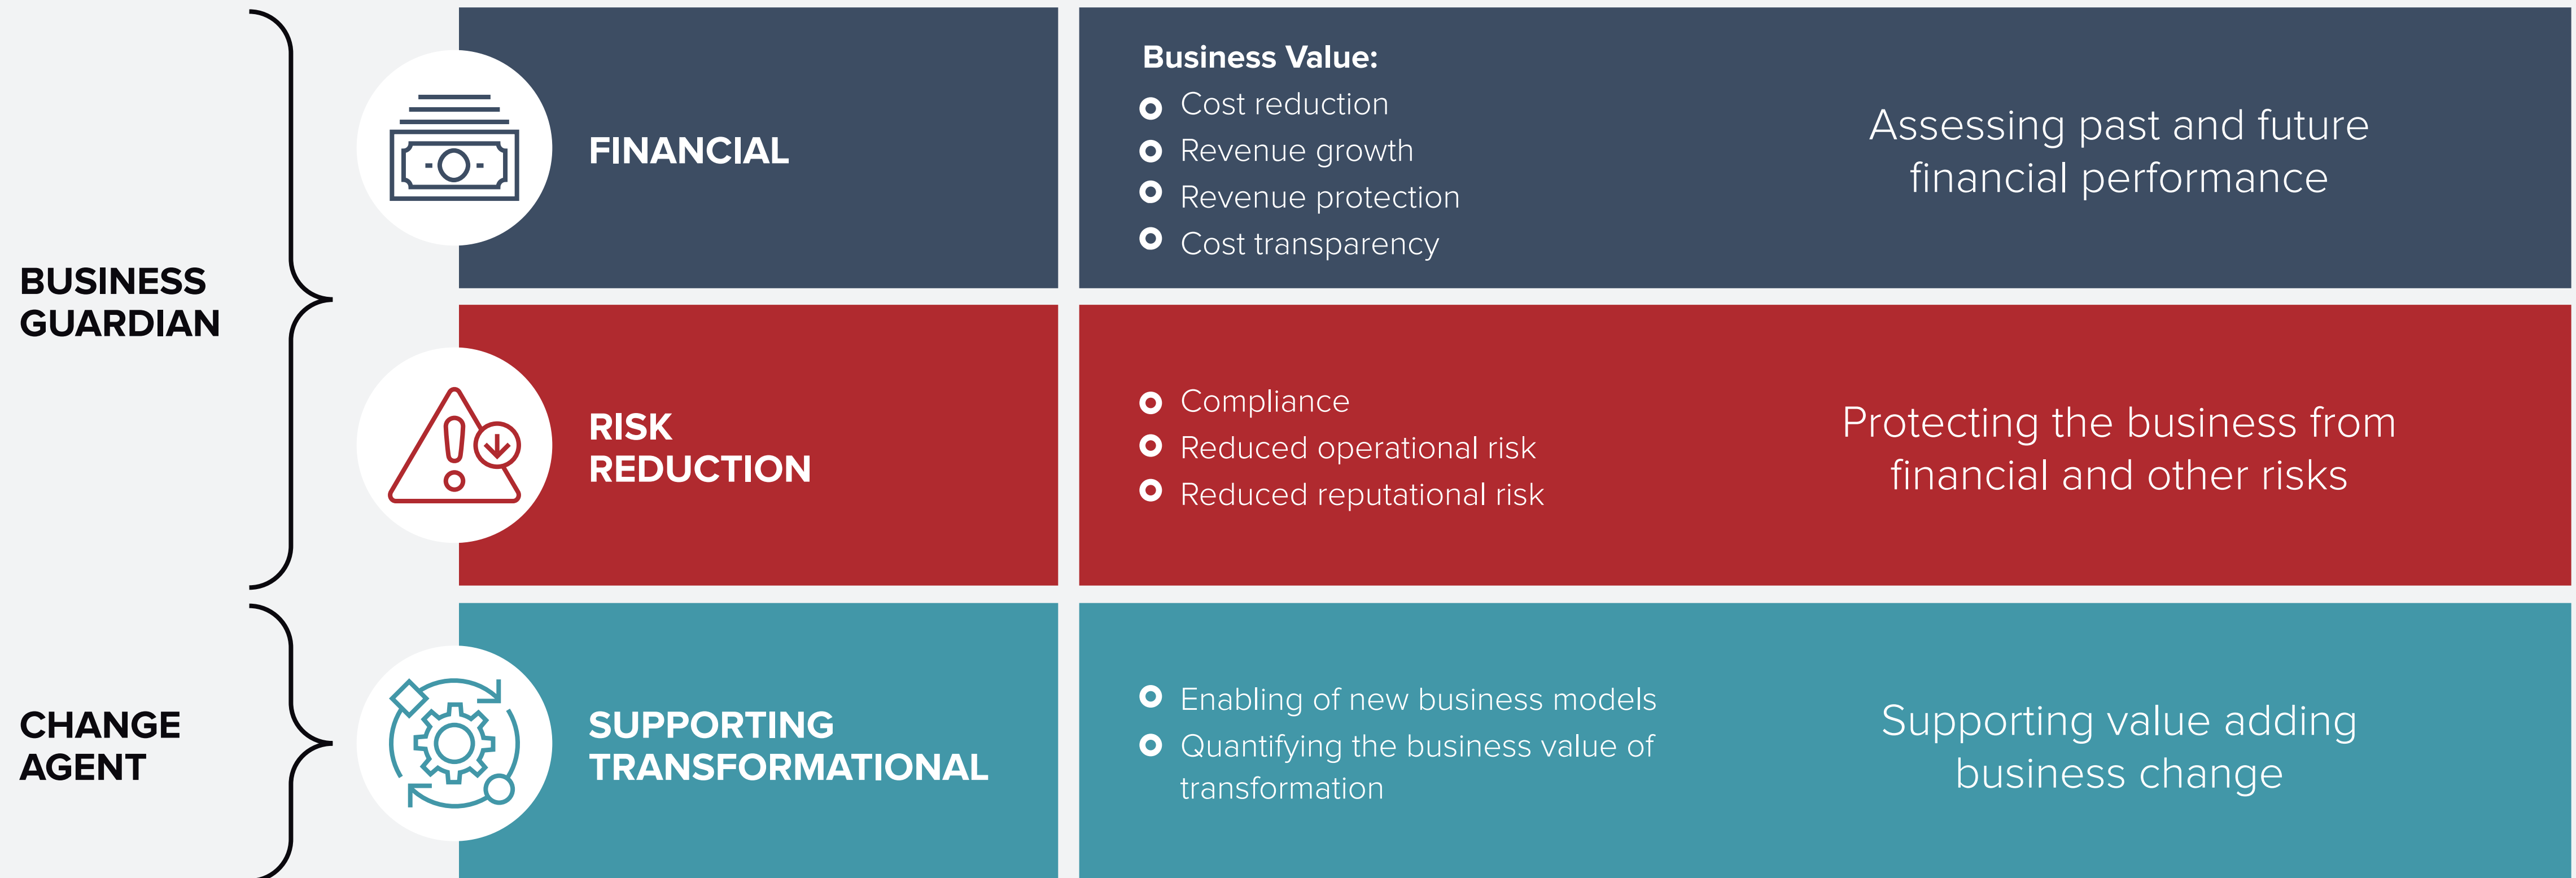 BUSINESS
GUARDIAN
FINANCIAL
Business Value:
Cost reduction
Revenue growth
Revenue protection
Cost transparency
Assessing past and future
financial performance
RISK
REDUCTION
Compliance
Reduced operational risk
Reduced reputational risk
Protecting the business from
financial and other risks
CHANGE
AGENT
SUPPORTING
TRANSFORMATIONAL
Enabling of new business models
Quantifying the business value of
transformation
Supporting value adding
business change